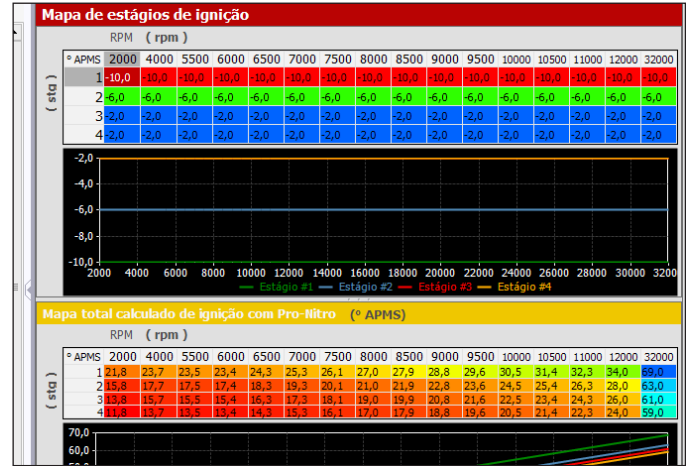 Mapa de estágios de ignição
RPM ( rpm )
º APMS 2000 4000 5500 6000 6500 7000 7500 8000 8500 9000 9500 10000 10500 11000 12000 32000
1 -10,0 -10,0 -10,0 -10,0 -10,0 -10,0 -10,0 -10,0 -10,0 -10,0 -10,0 -10,0 -10,0 -10,0 -10,0 -10,0
2 -6,0 -6,0 -6,0 -6,0 -6,0 -6,0 -6,0 -6,0 -6,0 -6,0 -6,0 -6,0 -6,0 -6,0 -6,0 -6,0
( stg )
3 -2,0 -2,0 -2,0 -2,0 -2,0 -2,0 -2,0 -2,0 -2,0 -2,0 -2,0 -2,0 -2,0 -2,0 -2,0 -2,0
4 -2,0 -2,0 -2,0 -2,0 -2,0 -2,0 -2,0 -2,0 -2,0 -2,0 -2,0 -2,0 -2,0 -2,0 -2,0 -2,0
-2,0
-4,0
-6,0
-8,0
-10,0
2000 4000 6000 8000 10000 12000 14000 16000 18000 20000 22000 24000 26000 28000 30000 3200
Estágio #1 Estágio #2 Estágio #3 Estágio #4
Mapa total calculado de ignição com Pro-Nitro (º APMS)
RPM ( rpm )
º APMS 2000 4000 5500 6000 6500 7000 7500 8000 8500 9000 9500 10000 10500 11000 12000 32000
1 21,8 23,7 23,5 23,4 24,3 25,3 26,1 27,0 27,9 28,8 29,6 30,5 31,4 32,3 34,0 69,0
2 15,8 17,7 17,5 17,4 18,3 19,3 20,1 21,0 21,9 22,8 23,6 24,5 25,4 26,3 28,0 63,0
( stg )
3 13,8 15,7 15,5 15,4 16,3 17,3 18,1 19,0 19,9 20,8 21,6 22,5 23,4 24,3 26,0 61,0
4 11,8 13,7 13,5 13,4 14,3 15,3 16,1 17,0 17,9 18,8 19,6 20,5 21,4 22,3 24,0 59,0
70,0
60,0